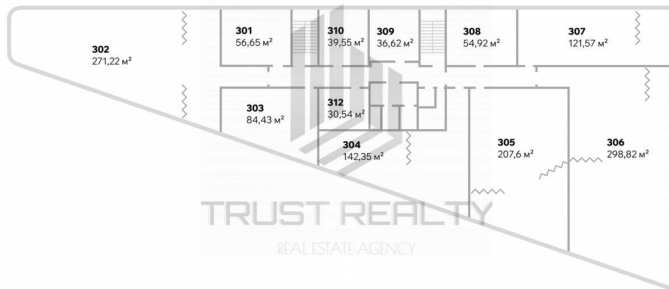 301
56,65 м²
310
39,55 м²
309
36,62 м²
308
54,92 м²
307
121,57 м²
302
271,22 м²
303
84,43 м²
312
30,54 м²
304
142,35 м²
305
207,6 м²
306
298,82 м²
TRUST REALTY
REAL ESTATE AGENCY